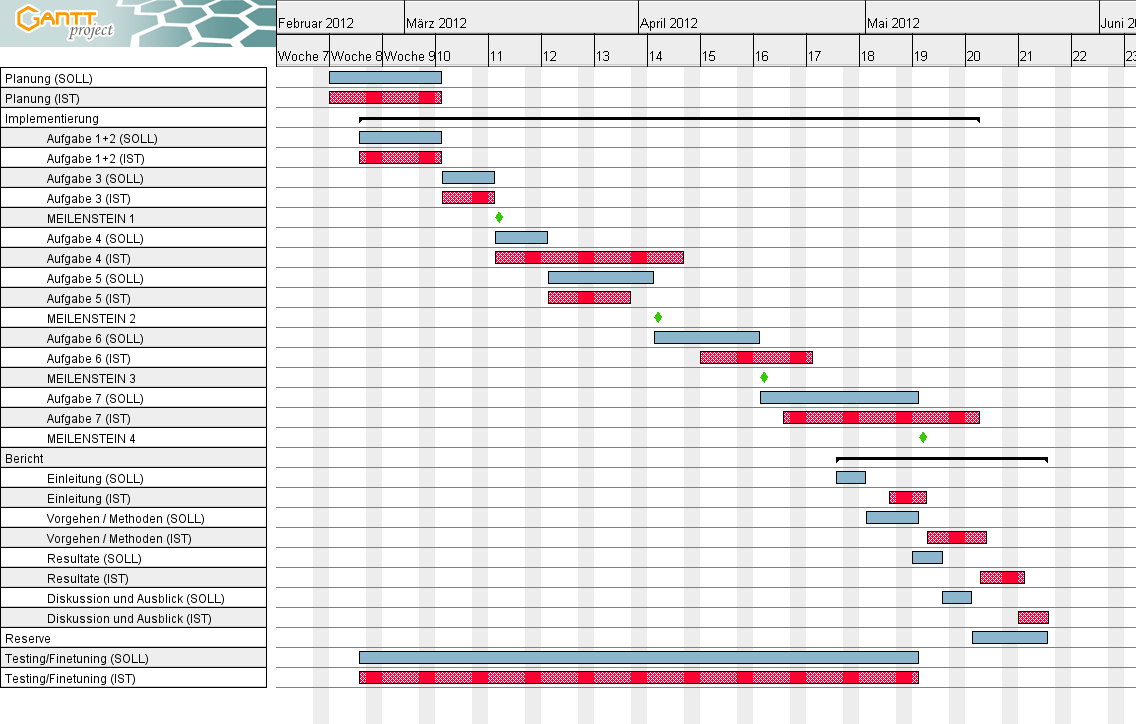 GANTT
project
Februar 2012 März 2012 April 2012 Mai 2012 Juni 20
Woche 7 Woche 8 Woche 9 10 11 12 13 14 15 16 17 18 19 20 21 22 23
Planung (SOLL)
Planung (IST)
Implementierung
Aufgabe 1+2 (SOLL)
Aufgabe 1+2 (IST)
Aufgabe 3 (SOLL)
Aufgabe 3 (IST)
MEILENSTEIN 1
Aufgabe 4 (SOLL)
Aufgabe 4 (IST)
Aufgabe 5 (SOLL)
Aufgabe 5 (IST)
MEILENSTEIN 2
Aufgabe 6 (SOLL)
Aufgabe 6 (IST)
MEILENSTEIN 3
Aufgabe 7 (SOLL)
Aufgabe 7 (IST)
MEILENSTEIN 4
Bericht
Einleitung (SOLL)
Einleitung (IST)
Vorgehen / Methoden (SOLL)
Vorgehen / Methoden (IST)
Resultate (SOLL)
Resultate (IST)
Diskussion und Ausblick (SOLL)
Diskussion und Ausblick (IST)
Reserve
Testing/Finetuning (SOLL)
Testing/Finetuning (IST)